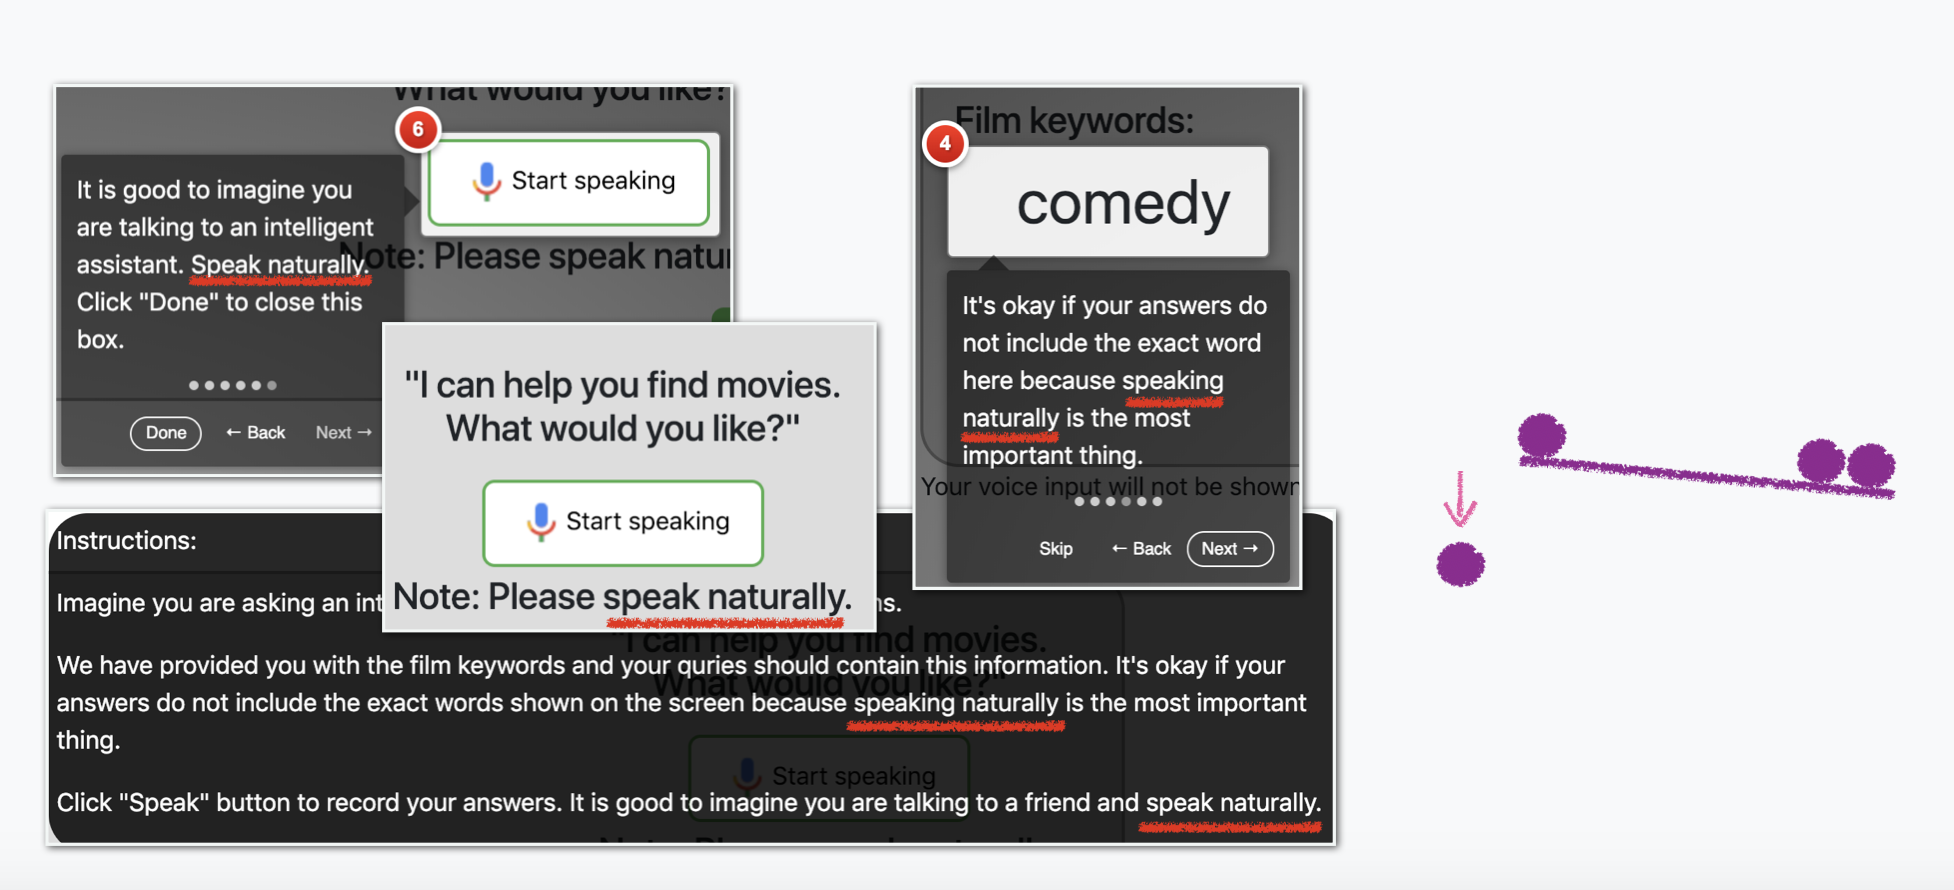 What would you like?
6
Start speaking
It is good to imagine you
are talking to an intelligent
assistant. Speak naturally.
Click "Done" to close this
box.
Note: Please speak natur
Done
← Back
Next →
"I can help you find movies.
What would you like?"
Start speaking
Note: Please speak naturally.
Film keywords:
4
comedy
It's okay if your answers do
not include the exact word
here because speaking
naturally is the most
important thing.
Your voice input will not be shown
Skip
← Back
Next →
Instructions:
Imagine you are asking an int
s.
We have provided you with the film keywords and your quries should contain this information. It's okay if your
answers do not include the exact words shown on the screen because speaking naturally is the most important
thing.
Click "Speak" button to record your answers. It is good to imagine you are talking to a friend and speak naturally.
"I can help you find movies.
What would you like?"
Start speaking